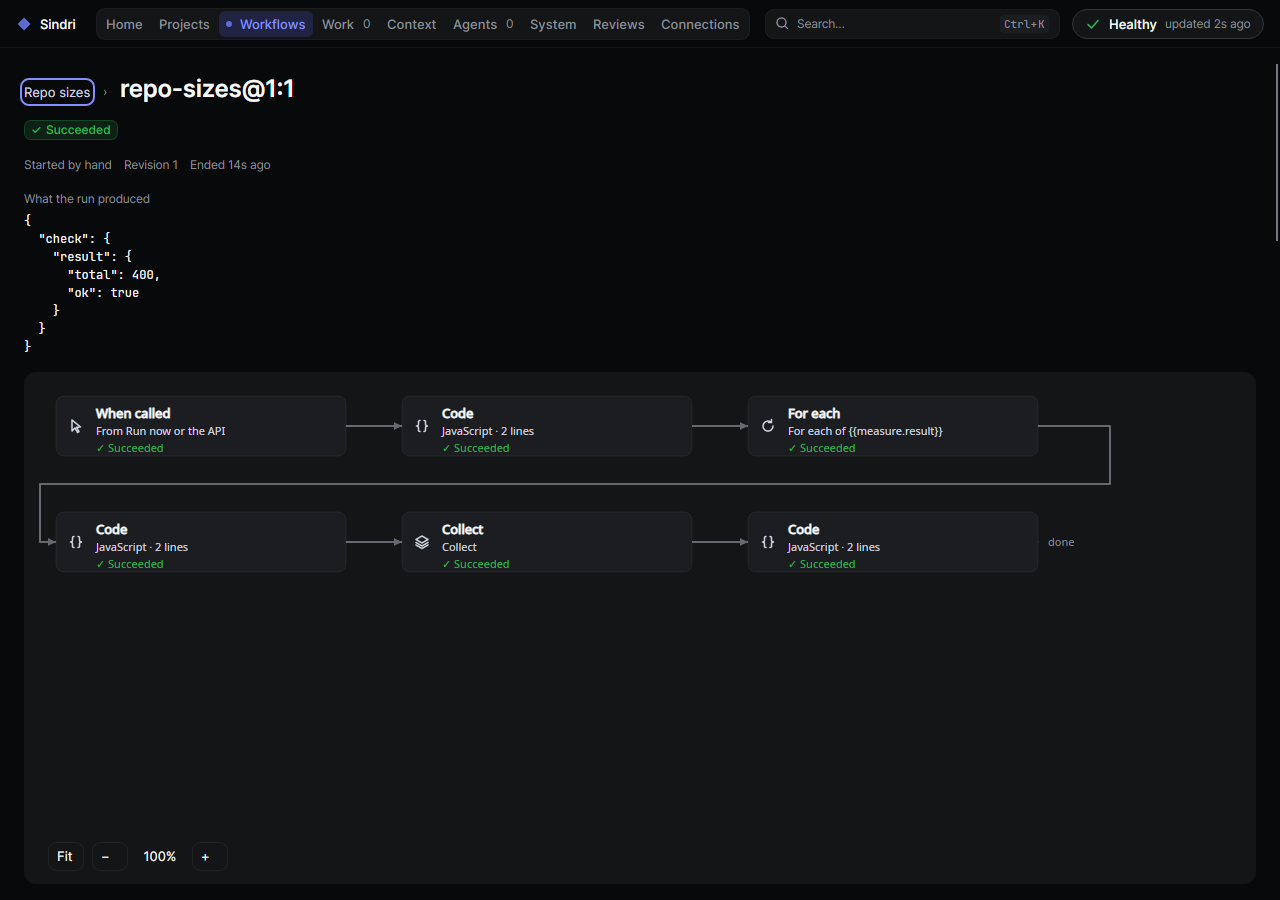 Sindri
Home Projects Workflows Work 0 Context Agents 0 System Reviews Connections
Search... Ctrl+K
Healthy updated 2s ago
Repo sizes › repo-sizes@1:1
✓ Succeeded
Started by hand Revision 1 Ended 14s ago
What the run produced
{
  "check": {
    "result": {
      "total": 400,
      "ok": true
    }
  }
}
When called
From Run now or the API
✓ Succeeded
{} Code
JavaScript · 2 lines
✓ Succeeded
For each
For each of {{measure.result}}
✓ Succeeded
{} Code
JavaScript · 2 lines
✓ Succeeded
Collect
Collect
✓ Succeeded
{} Code
JavaScript · 2 lines
✓ Succeeded
done
Fit − 100% +